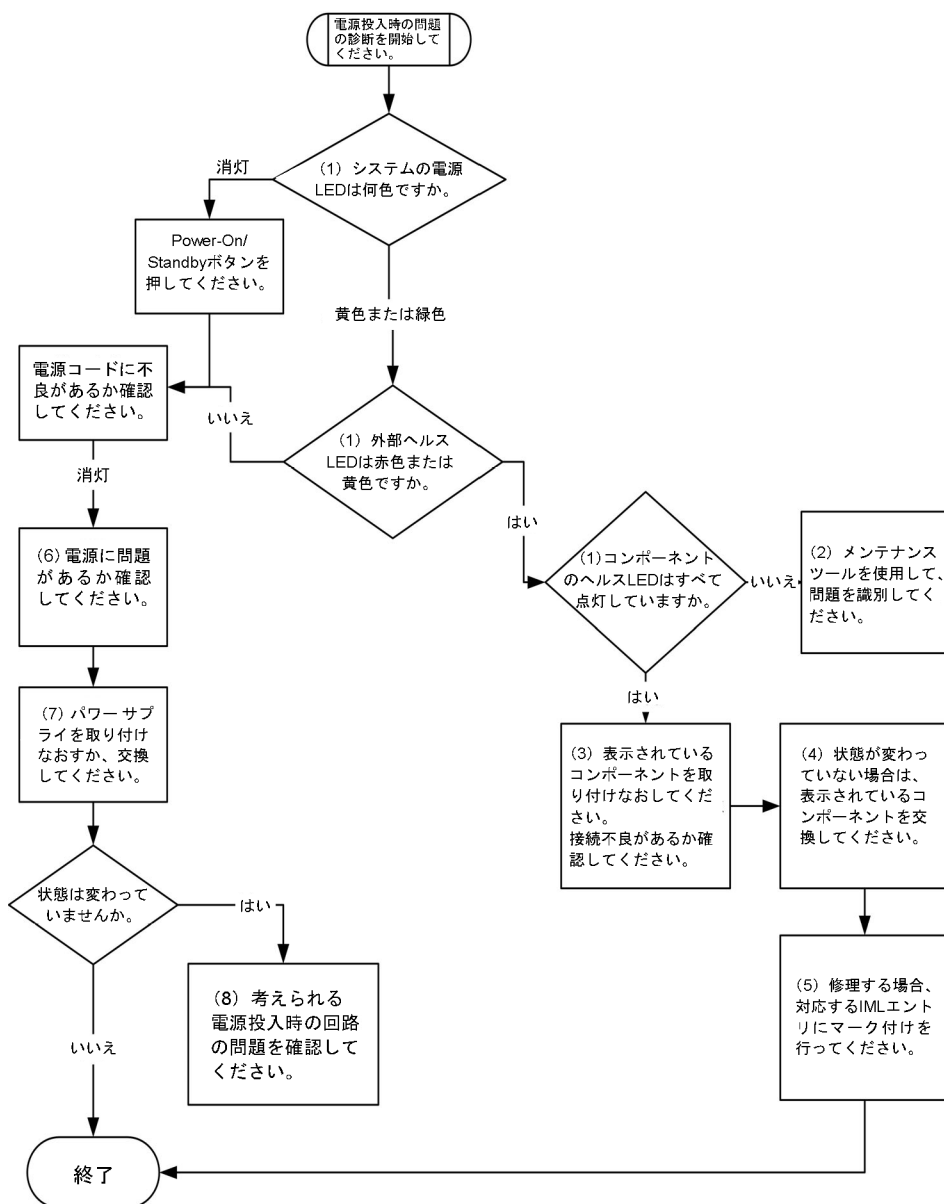 電源投入時の問題
の診断を開始して
ください。
(1) システムの電源
LEDは何色ですか。
消灯
Power-On/
Standbyボタンを
押してください。
黄色または緑色
電源コードに不
良があるか確認
してください。
いいえ
(1) 外部ヘルス
LEDは赤色または
黄色ですか。
消灯
はい
(1)コンポーネント
のヘルスLEDはすべて
点灯していますか。
いいえ
(2) メンテナンス
ツールを使用して、
問題を識別してく
ださい。
(6) 電源に問題
があるか確認
してください。
はい
(7) パワー サプ
ライを取り付け
なおすか、交換
してください。
(3) 表示されている
コンポーネントを取
り付けなおしてくだ
さい。
接続不良があるか確
認してください。
(4) 状態が変わっ
ていない場合は、
表示されているコ
ンポーネントを交
換してください。
状態は変わって
いませんか。
はい
(8) 考えられる
電源投入時の回路
の問題を確認して
ください。
(5) 修理する場合、
対応するIMLエント
リにマーク付けを
行ってください。
いいえ
終了